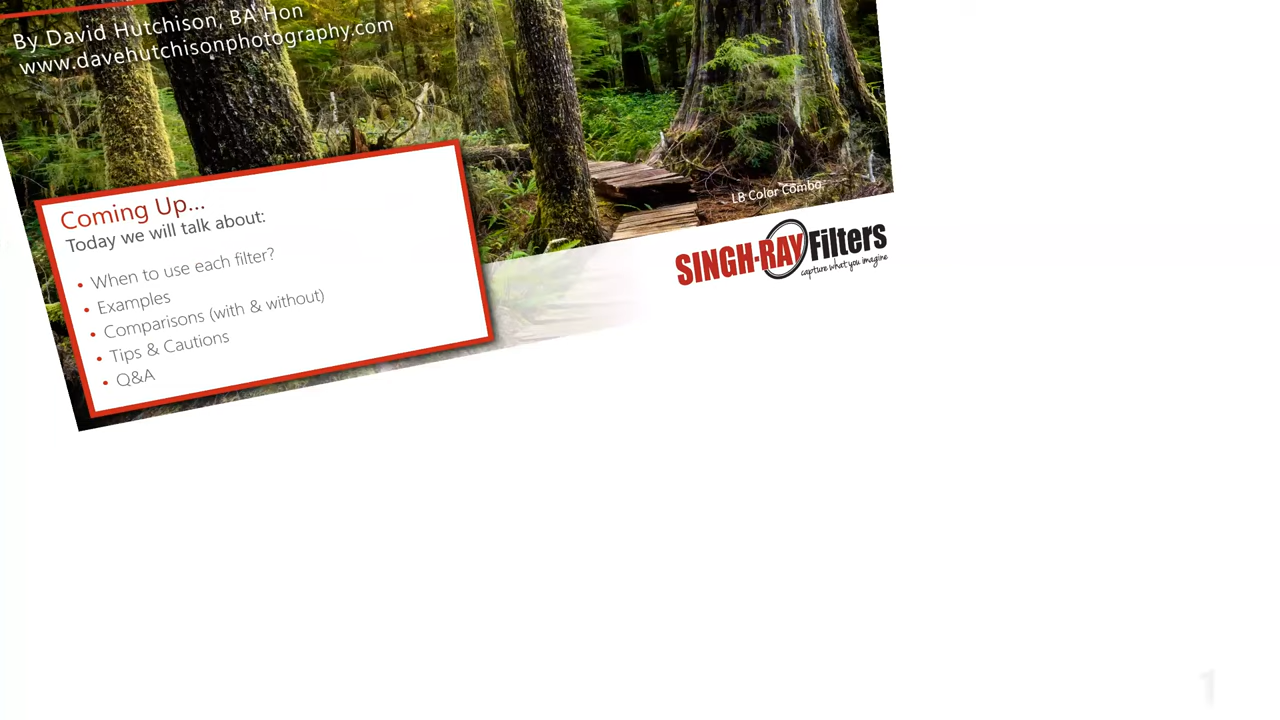 By David Hutchison, BA Hon
www.davehutchisonphotography.com
Coming Up...
Today we will talk about:
• When to use each filter?
• Examples
• Comparisons (with & without)
• Tips & Cautions
• Q&A
LB Color Combo
SINGH-RAY Filters
capture what you imagine
1